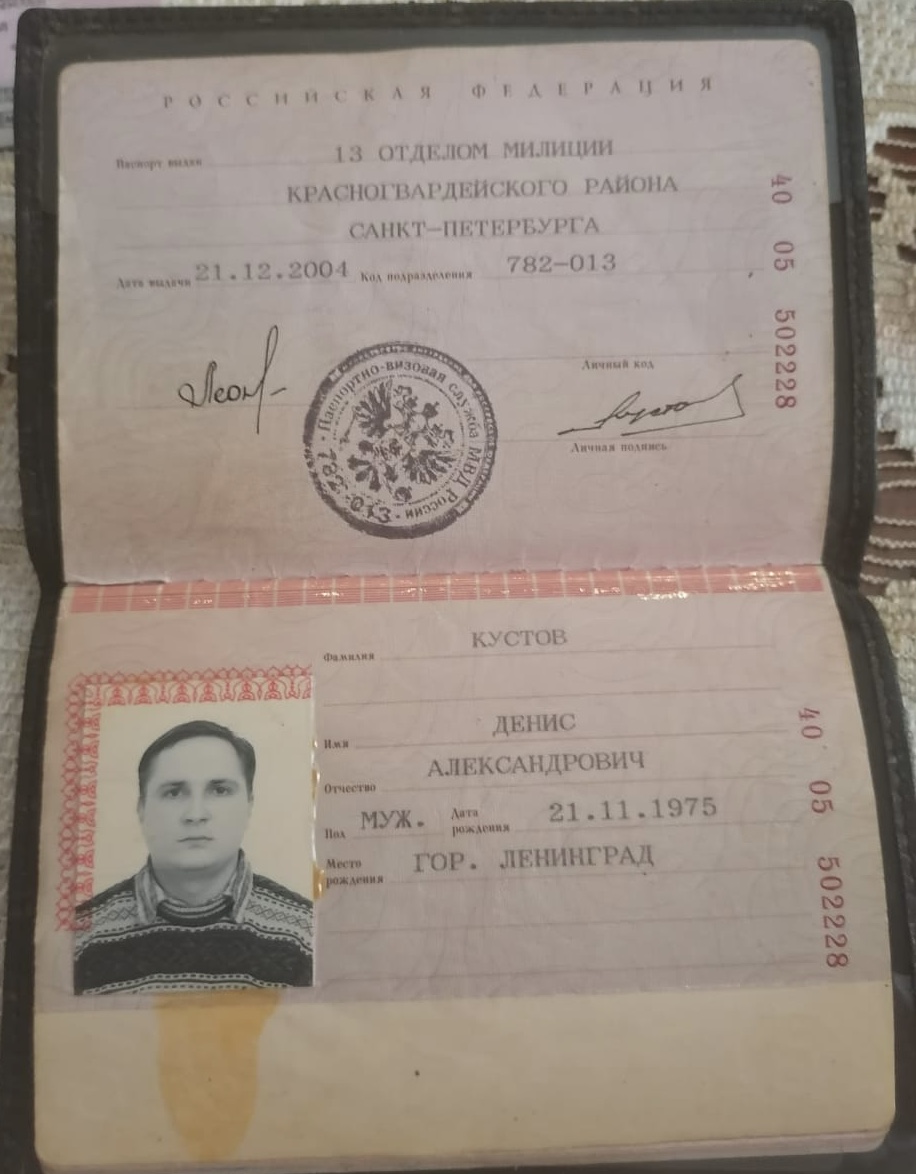 РОССИЙСКАЯ ФЕДЕРАЦИЯ
Паспорт выдан 13 ОТДЕЛОМ МИЛИЦИИ
КРАСНОГВАРДЕЙСКОГО РАЙОНА
САНКТ-ПЕТЕРБУРГА
Дата выдачи 21.12.2004 Код подразделения 782-013
40 05 502228
Личный код
Личная подпись
Паспортно-визовая служба МВД России
782-013
Фамилия КУСТОВ
Имя ДЕНИС
Отчество АЛЕКСАНДРОВИЧ
Пол МУЖ. Дата рождения 21.11.1975
Место рождения ГОР. ЛЕНИНГРАД
40 05 502228